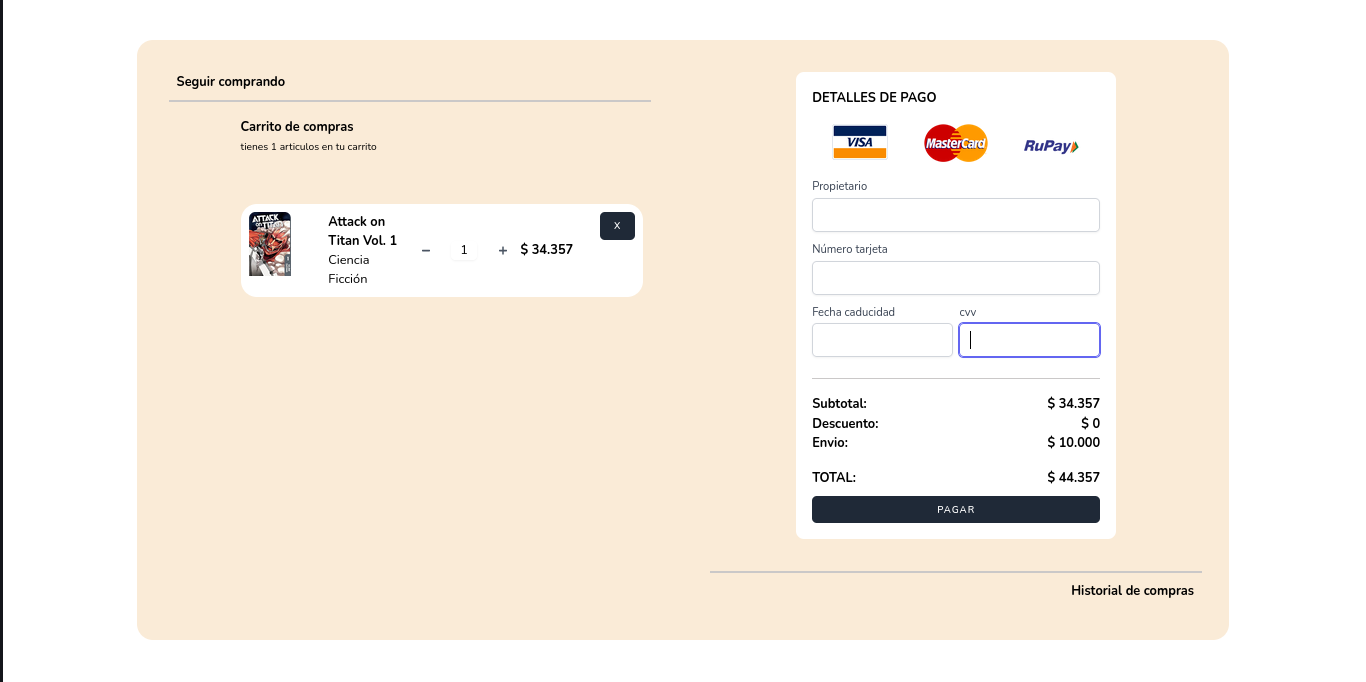 Seguir comprando
Carrito de compras
tienes 1 articulos en tu carrito
ATTACK
ON TITAN
Attack on
Titan Vol. 1
Ciencia
Ficción
−
1
+
$ 34.357
X
DETALLES DE PAGO
VISA
MasterCard
RuPay
Propietario
Número tarjeta
Fecha caducidad
cvv
Subtotal: $ 34.357
Descuento: $ 0
Envio: $ 10.000
TOTAL: $ 44.357
PAGAR
Historial de compras